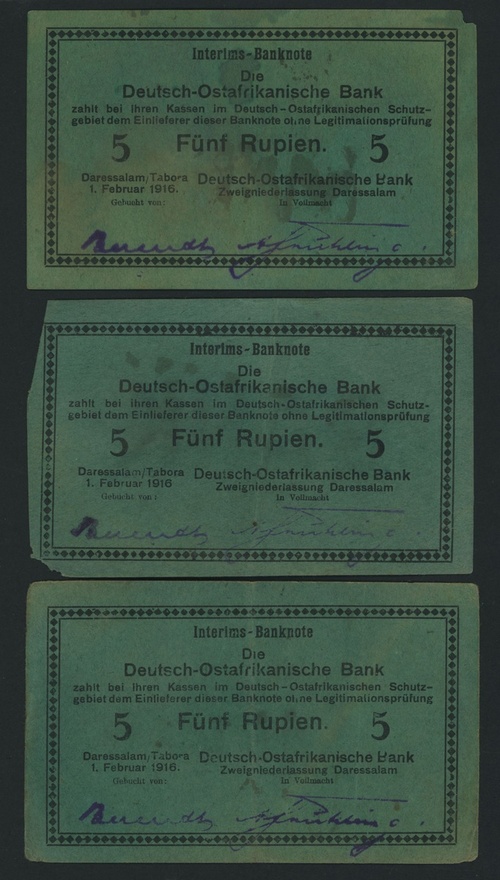 Interims-Banknote
Die
Deutsch-Ostafrikanische Bank
zahlt bei ihren Kassen im Deutsch-Ostafrikanischen Schutz-
gebiet dem Einlieferer dieser Banknote ohne Legitimationsprüfung
5 Fünf Rupien. 5
Daressalam/Tabora Deutsch-Ostafrikanische Bank
1. Februar 1916. Zweigniederlassung Daressalam
Gebucht von: In Vollmacht
Interims-Banknote
Die
Deutsch-Ostafrikanische Bank
zahlt bei ihren Kassen im Deutsch-Ostafrikanischen Schutz-
gebiet dem Einlieferer dieser Banknote ohne Legitimationsprüfung
5 Fünf Rupien. 5
Daressalam/Tabora Deutsch-Ostafrikanische Bank
1. Februar 1916 Zweigniederlassung Daressalam
Gebucht von: In Vollmacht
Interims-Banknote
Die
Deutsch-Ostafrikanische Bank
zahlt bei ihren Kassen im Deutsch-Ostafrikanischen Schutz-
gebiet dem Einlieferer dieser Banknote ohne Legitimationsprüfung
5 Fünf Rupien. 5
Daressalam/Tabora Deutsch-Ostafrikanische Bank
1. Februar 1916. Zweigniederlassung Daressalam
Gebucht von: In Vollmacht